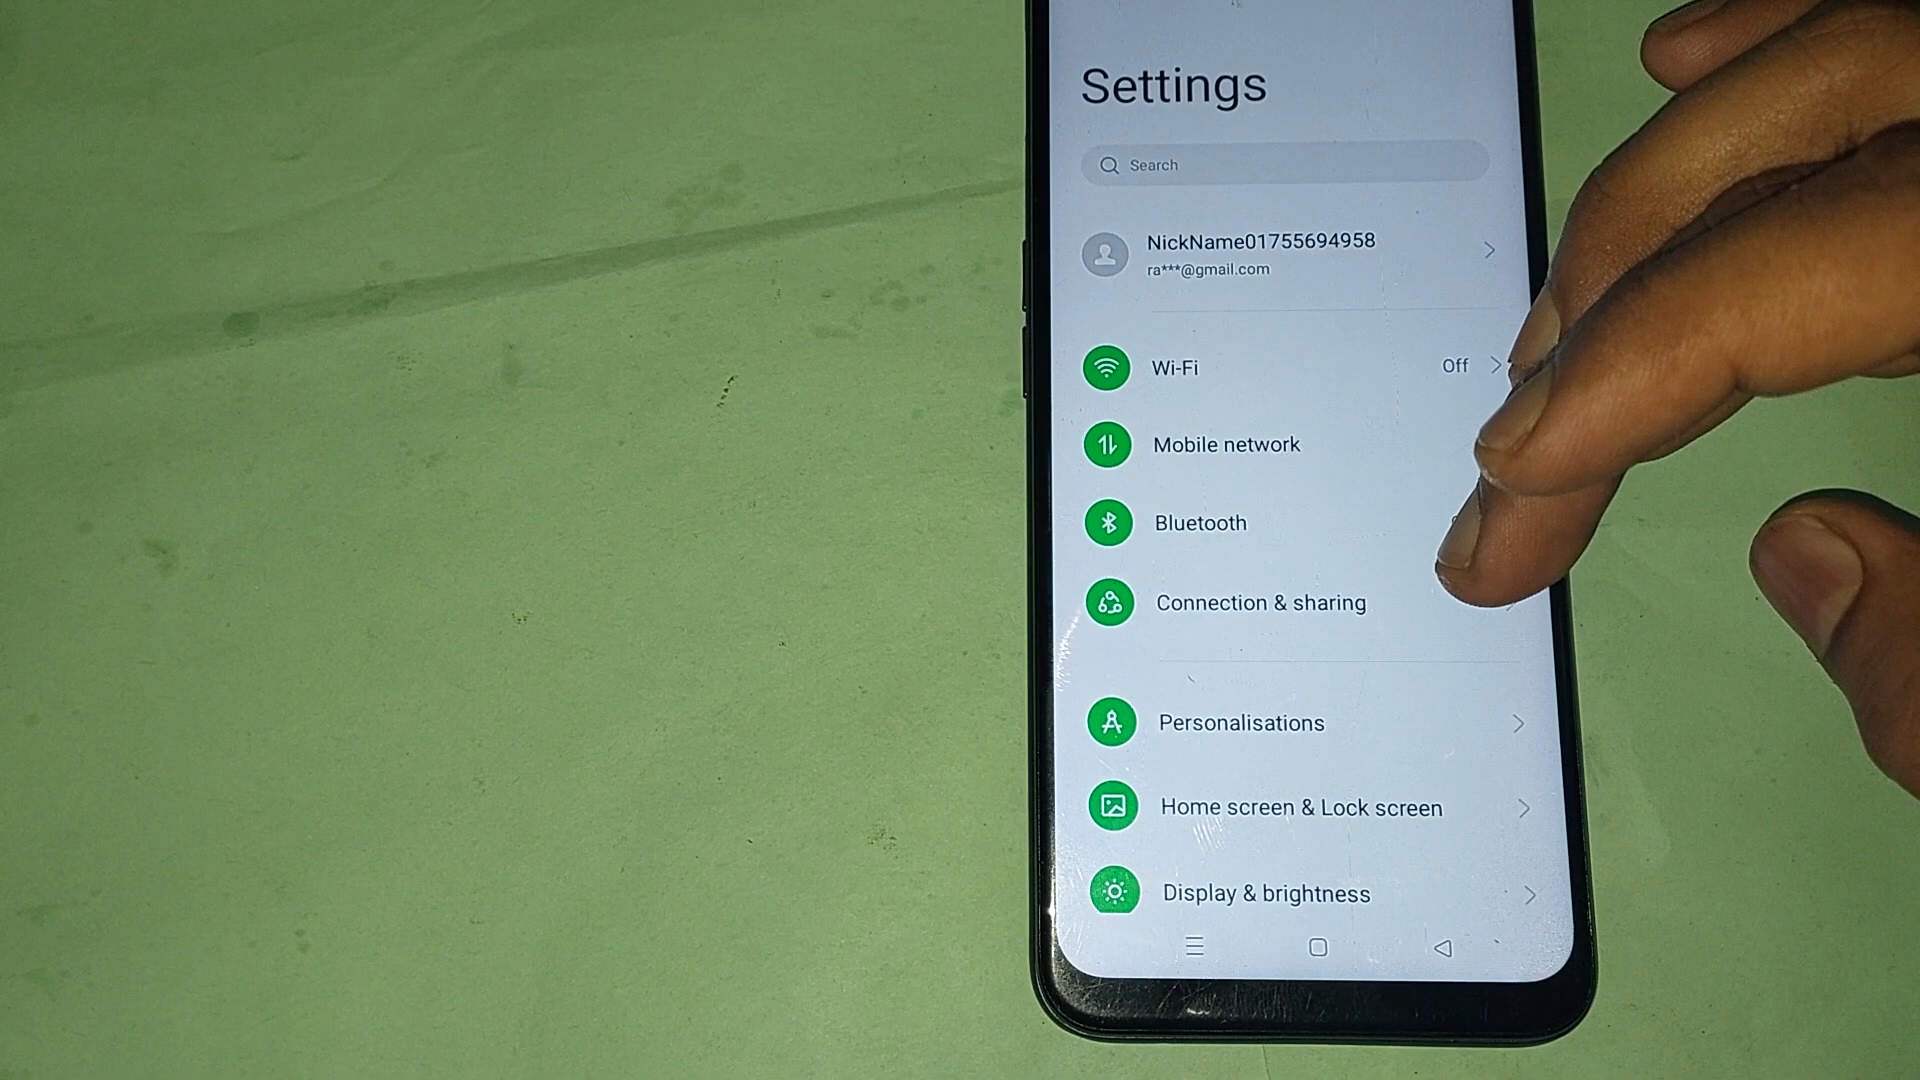 Settings
Search
NickName01755694958
ra***@gmail.com
Wi-Fi Off
Mobile network
Bluetooth
Connection & sharing
Personalisations
Home screen & Lock screen
Display & brightness